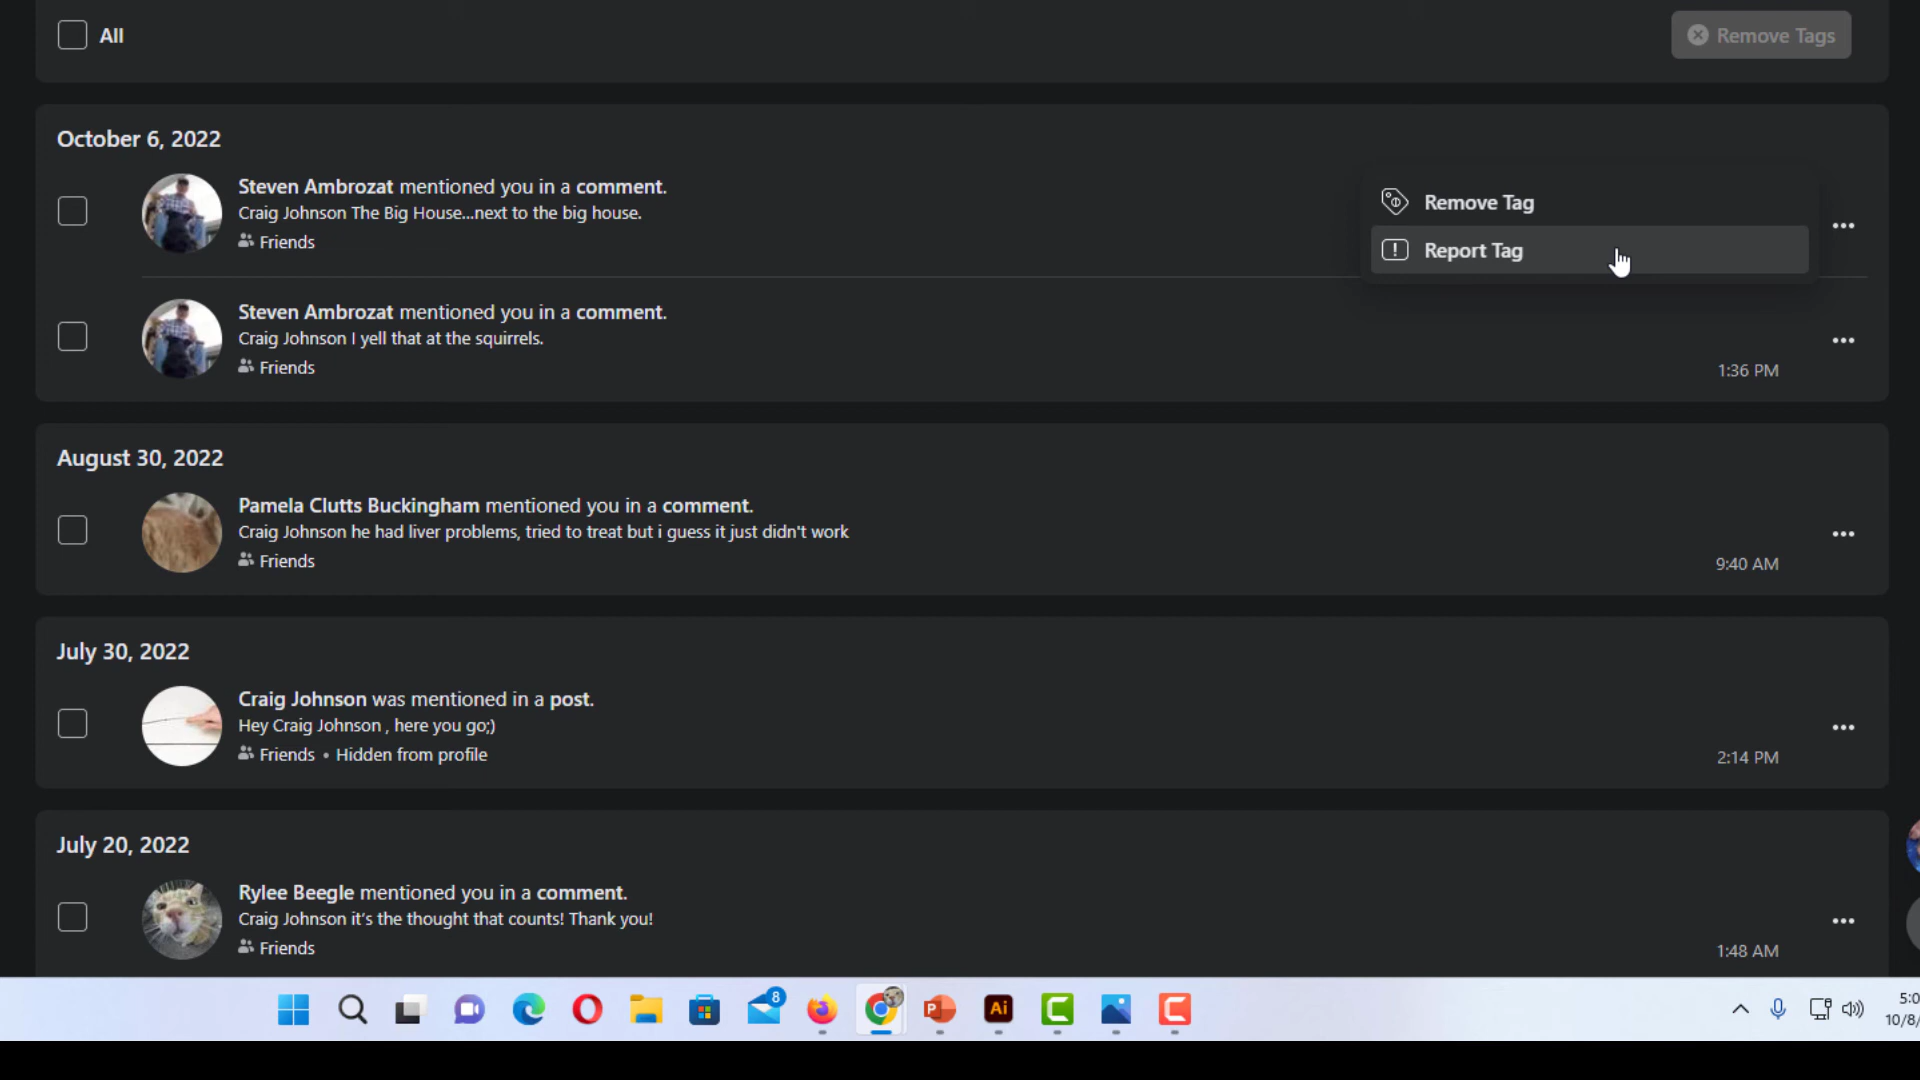 All
Remove Tags
October 6, 2022
Steven Ambrozat mentioned you in a comment.
Craig Johnson The Big House...next to the big house.
Friends
Remove Tag
Report Tag
Steven Ambrozat mentioned you in a comment.
Craig Johnson I yell that at the squirrels.
Friends
1:36 PM
August 30, 2022
Pamela Clutts Buckingham mentioned you in a comment.
Craig Johnson he had liver problems, tried to treat but i guess it just didn't work
Friends
9:40 AM
July 30, 2022
Craig Johnson was mentioned in a post.
Hey Craig Johnson , here you go;)
Friends • Hidden from profile
2:14 PM
July 20, 2022
Rylee Beegle mentioned you in a comment.
Craig Johnson it's the thought that counts! Thank you!
Friends
1:48 AM
8
P
Ai
5:0
10/8/